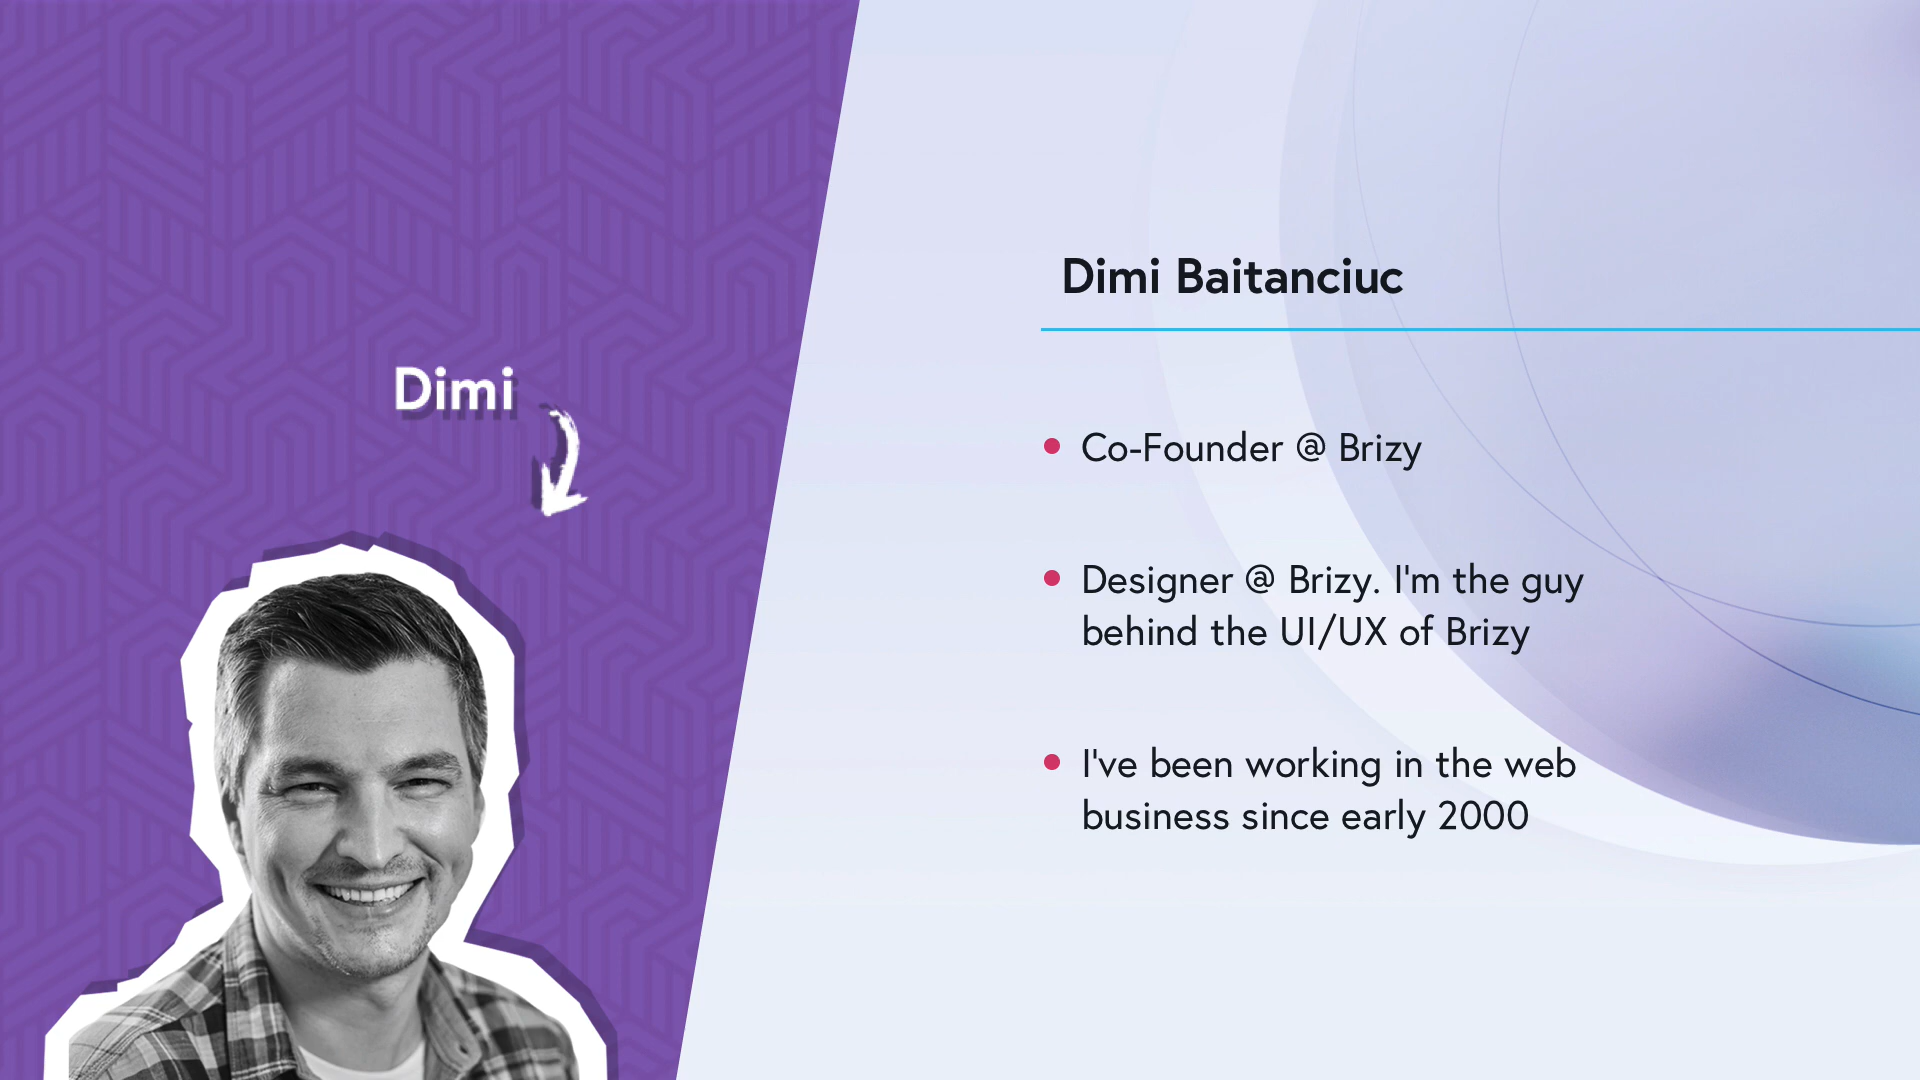 Dimi
Dimi Baitanciuc
Co-Founder @ Brizy
Designer @ Brizy. I'm the guy
behind the UI/UX of Brizy
I've been working in the web
business since early 2000